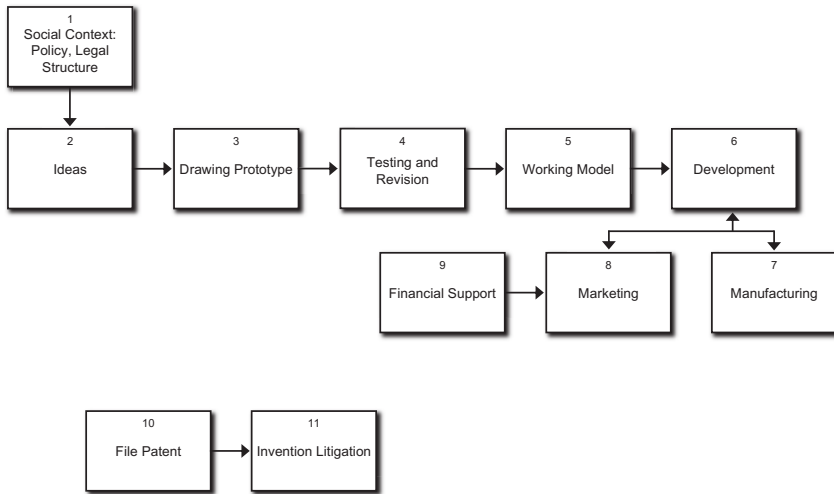 1
Social Context:
Policy, Legal
Structure
2
Ideas
3
Drawing Prototype
4
Testing and
Revision
5
Working Model
6
Development
9
Financial Support
8
Marketing
7
Manufacturing
10
File Patent
11
Invention Litigation